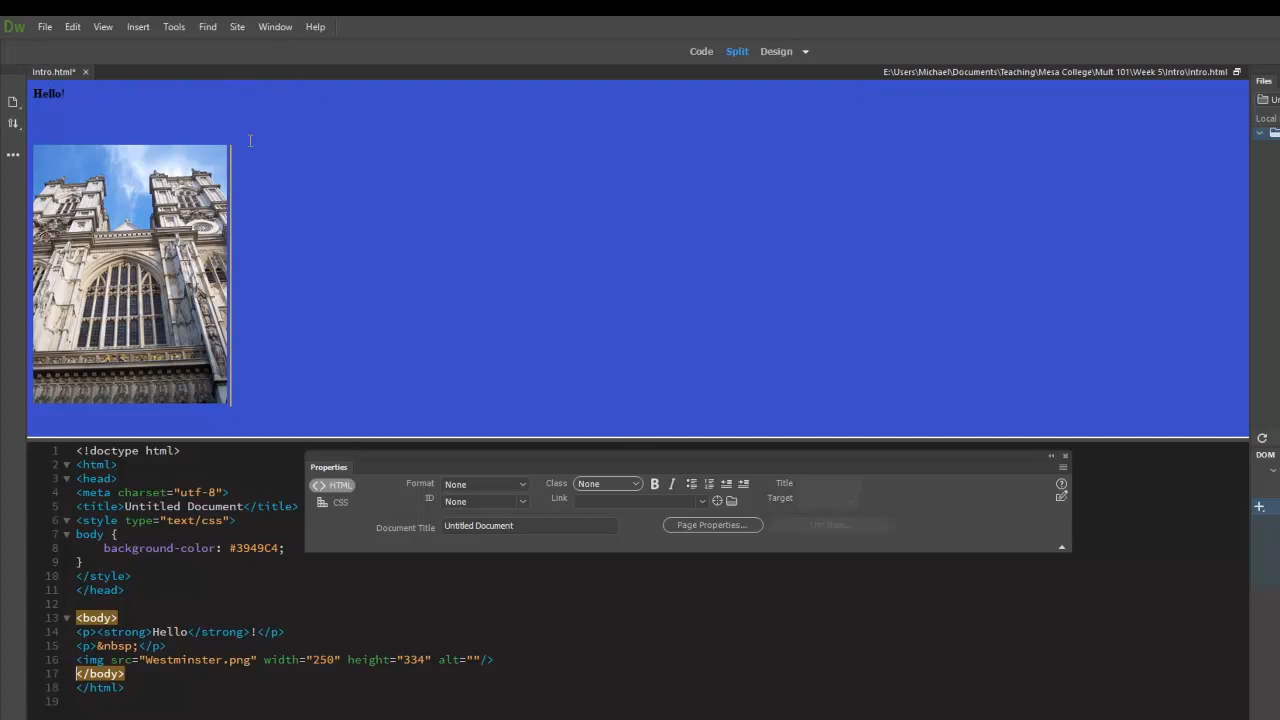 Dw File Edit View Insert Tools Find Site Window Help
Code Split Design
Intro.html* E:\Users\Michael\Documents\Teaching\Mesa College\Mult 101\Week 5\Intro\Intro.html
Files
Hello!
Local
1 <!doctype html>
2 <html>
3 <head>
4 <meta charset="utf-8">
5 <title>Untitled Document</title>
6 <style type="text/css">
7 body {
8 background-color: #3949C4;
9 }
10 </style>
11 </head>
12
13 <body>
14 <p><strong>Hello</strong>!</p>
15 <p>&nbsp;</p>
16 <img src="Westminster.png" width="250" height="334" alt=""/>
17 </body>
18 </html>
19
Properties
<> HTML Format None Class None B I Title
CSS ID None Link Target
Document Title Untitled Document Page Properties...
DOM